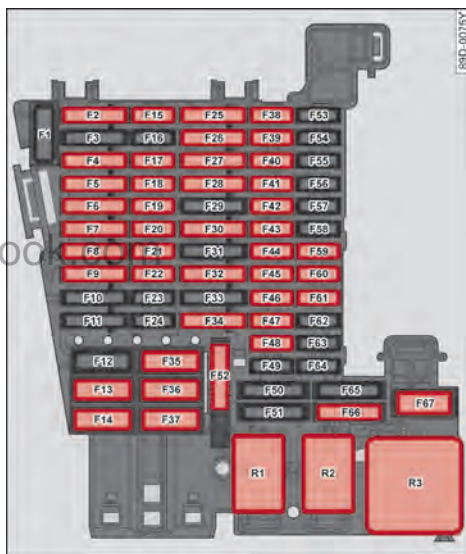 89D-0076Y
F1 F2 F15 F25 F38 F53
F3 F16 F26 F39 F54
F4 F17 F27 F40 F55
F5 F18 F28 F41 F56
F6 F19 F29 F42 F57
F7 F20 F30 F43 F58
F8 F21 F31 F44 F59
F9 F22 F32 F45 F60
F10 F23 F33 F46 F61
F11 F24 F34 F47 F62
F48 F63
F12 F35 F52 F49 F64
F13 F36 F50 F65
F14 F37 F51 F66 F67
R1 R2 R3